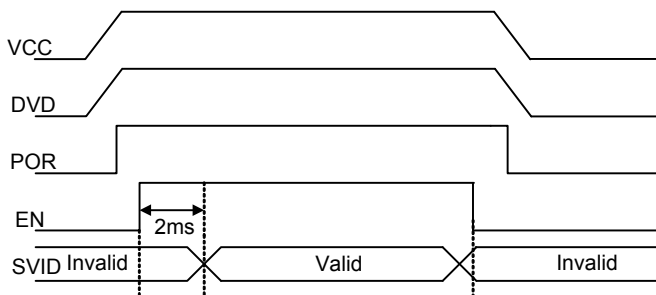 VCC
DVD
POR
EN
2ms
SVID Invalid Valid Invalid